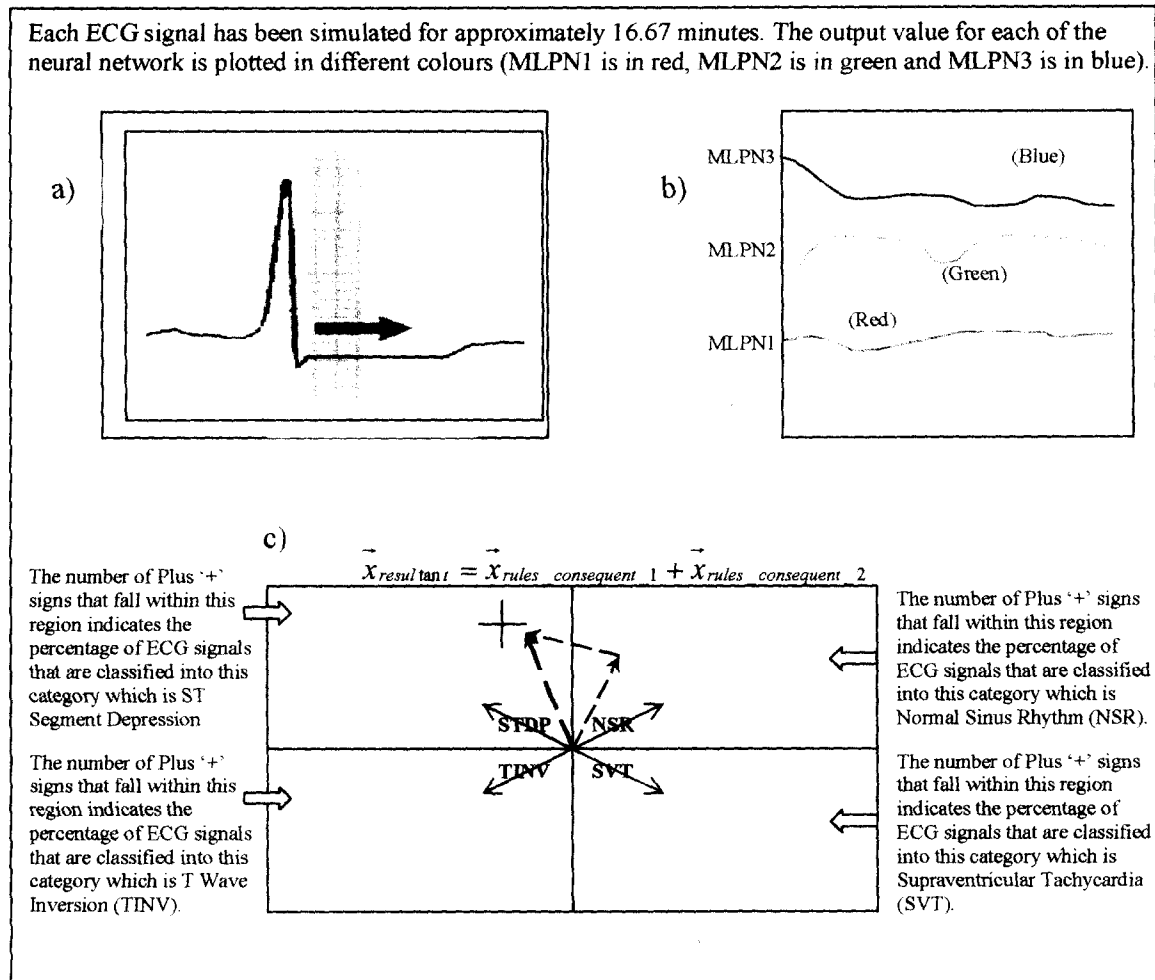 Each ECG signal has been simulated for approximately 16.67 minutes. The output value for each of the
neural network is plotted in different colours (MLPN1 is in red, MLPN2 is in green and MLPN3 is in blue).
a)
b)
MLPN3
(Blue)
MLPN2
(Green)
(Red)
MLPN1
c)
x resultant = x rules consequent 1 + x rules consequent 2
The number of Plus ‘+’
signs that fall within this
region indicates the
percentage of ECG signals
that are classified into this
category which is ST
Segment Depression
The number of Plus ‘+’
signs that fall within this
region indicates the
percentage of ECG signals
that are classified into this
category which is T Wave
Inversion (TINV).
STDP
NSR
TINV
SVT
The number of Plus ‘+’ signs
that fall within this region
indicates the percentage of
ECG signals that are classified
into this category which is
Normal Sinus Rhythm (NSR).
The number of Plus ‘+’ signs
that fall within this region
indicates the percentage of
ECG signals that are classified
into this category which is
Supraventricular Tachycardia
(SVT).